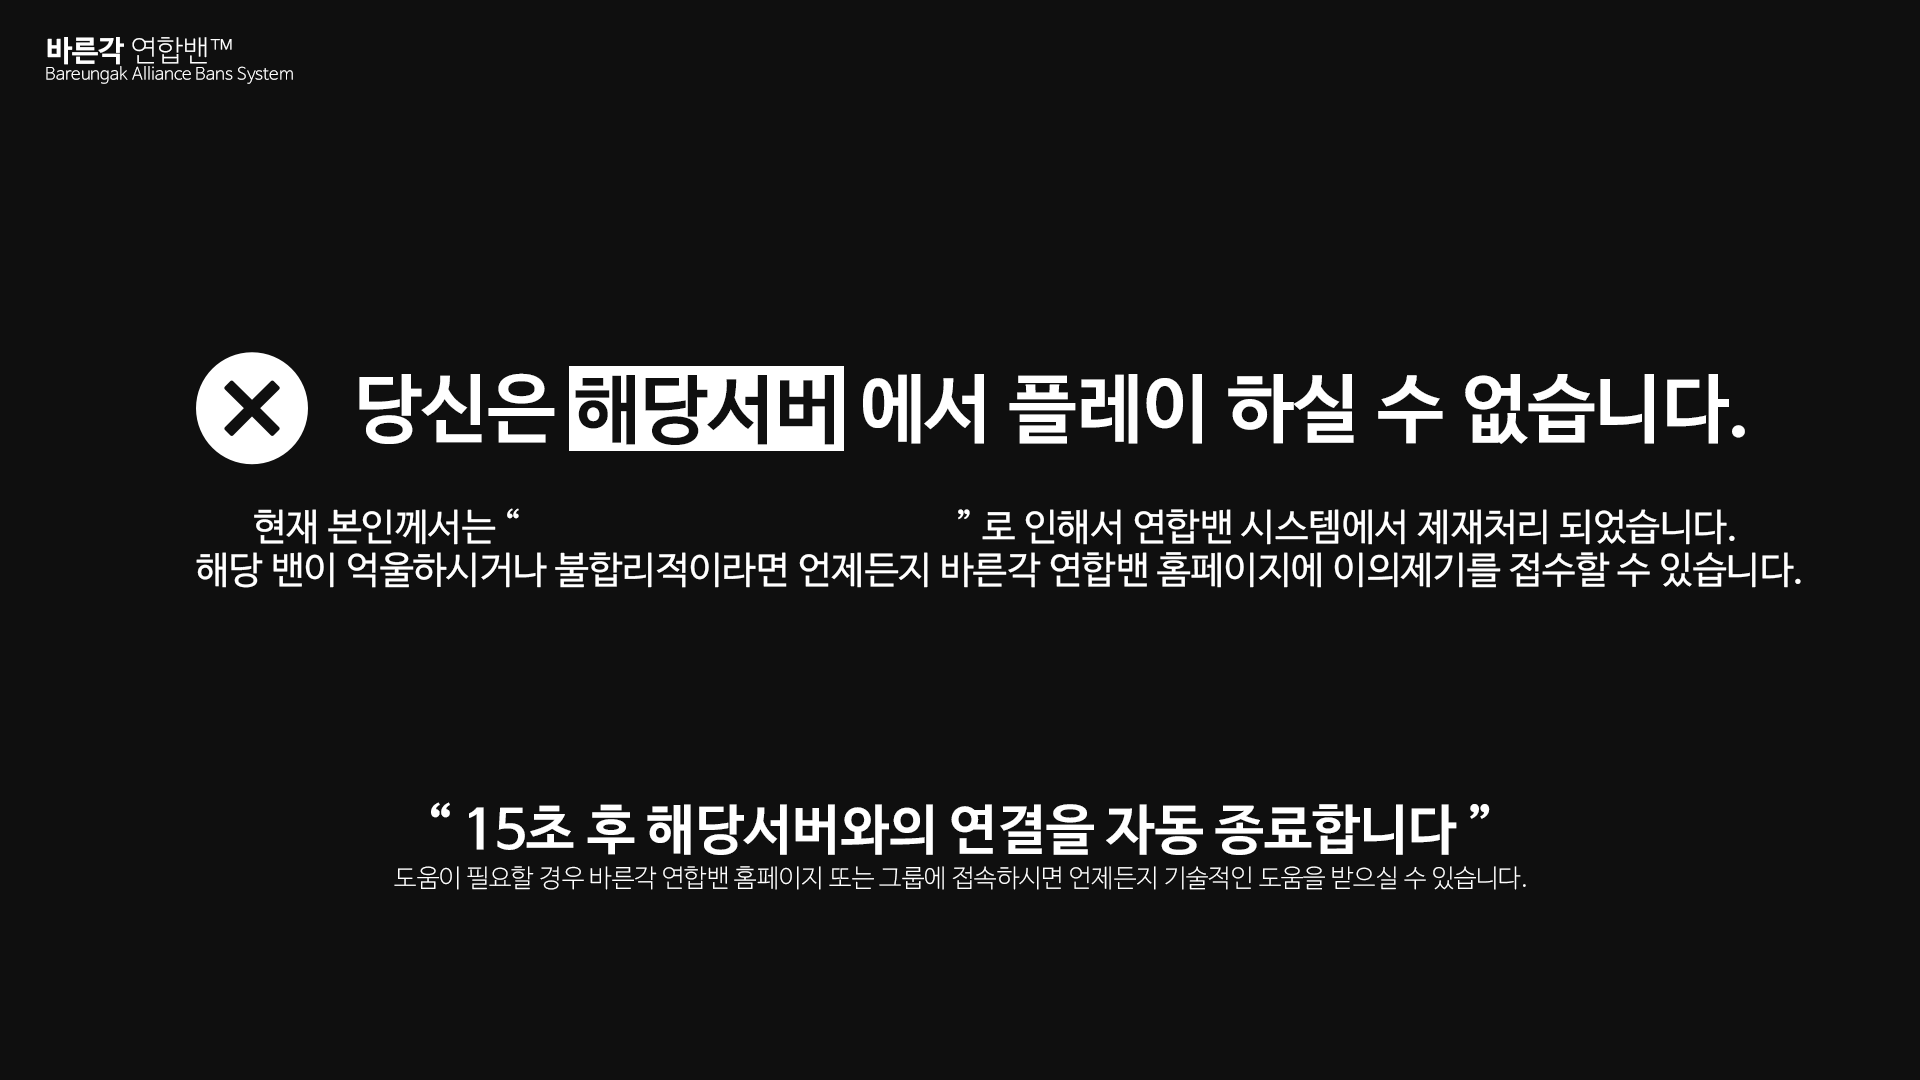 바른각 연합밴™
Bareungak Alliance Bans System
당신은 해당서버 에서 플레이 하실 수 없습니다.
현재 본인께서는 “ ” 로 인해서 연합밴 시스템에서 제재처리 되었습니다.
해당 밴이 억울하시거나 불합리적이라면 언제든지 바른각 연합밴 홈페이지에 이의제기를 접수할 수 있습니다.
“ 15초 후 해당서버와의 연결을 자동 종료합니다 ”
도움이 필요할 경우 바른각 연합밴 홈페이지 또는 그룹에 접속하시면 언제든지 기술적인 도움을 받으실 수 있습니다.